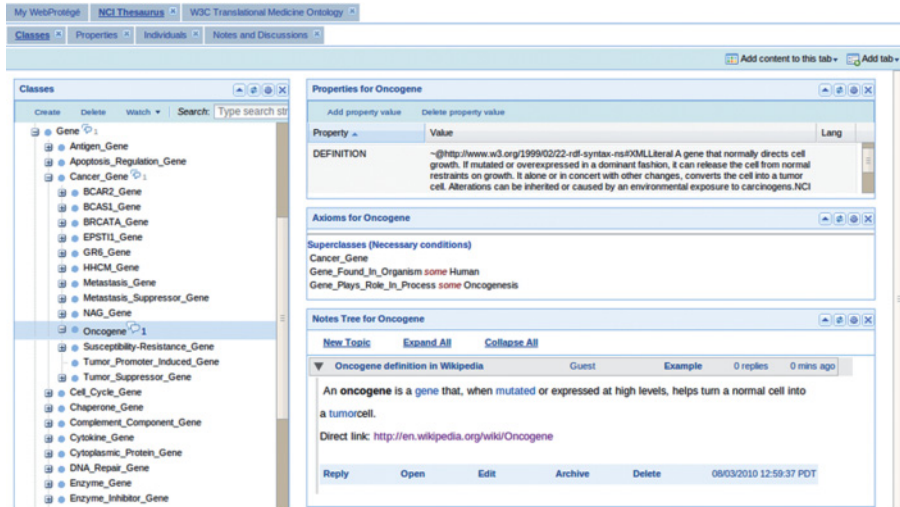 My WebProtégé NCI Thesaurus W3C Translational Medicine Ontology
Classes Properties Individuals Notes and Discussions
Add content to this tab Add tab
Classes
Create Delete Watch Search: Type search str
Gene 1
Antigen_Gene
Apoptosis_Regulation_Gene
Cancer_Gene 1
BCAR2_Gene
BCAS1_Gene
BRCATA_Gene
EPSTI1_Gene
GR6_Gene
HHCM_Gene
Metastasis_Gene
Metastasis_Suppressor_Gene
NAG_Gene
Oncogene 1
Susceptibility-Resistance_Gene
Tumor_Promoter_Induced_Gene
Tumor_Suppressor_Gene
Cell_Cycle_Gene
Chaperone_Gene
Complement_Component_Gene
Cytokine_Gene
Cytoplasmic_Protein_Gene
DNA_Repair_Gene
Enzyme_Gene
Enzyme_Inhibitor_Gene
Properties for Oncogene
Add property value Delete property value
Property Value Lang
DEFINITION ~@http://www.w3.org/1999/02/22-rdf-syntax-ns#XMLLiteral A gene that normally directs cell
growth. If mutated or overexpressed in a dominant fashion, it can release the cell from normal
restraints on growth. It alone or in concert with other changes, converts the cell into a tumor
cell. Alterations can be inherited or caused by an environmental exposure to carcinogens.NCI
Axioms for Oncogene
Superclasses (Necessary conditions)
Cancer_Gene
Gene_Found_In_Organism some Human
Gene_Plays_Role_In_Process some Oncogenesis
Notes Tree for Oncogene
New Topic Expand All Collapse All
Oncogene definition in Wikipedia Guest Example 0 replies 0 mins ago
An oncogene is a gene that, when mutated or expressed at high levels, helps turn a normal cell into
a tumorcell.
Direct link: http://en.wikipedia.org/wiki/Oncogene
Reply Open Edit Archive Delete 08/03/2010 12:59:37 PDT